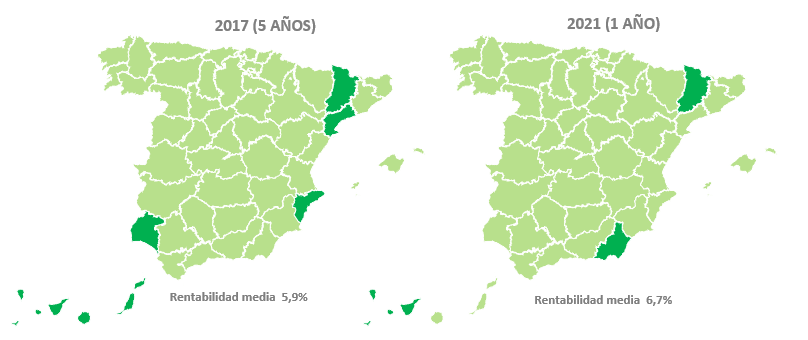 2017 (5 AÑOS)
2021 (1 AÑO)
Rentabilidad media 5,9%
Rentabilidad media 6,7%